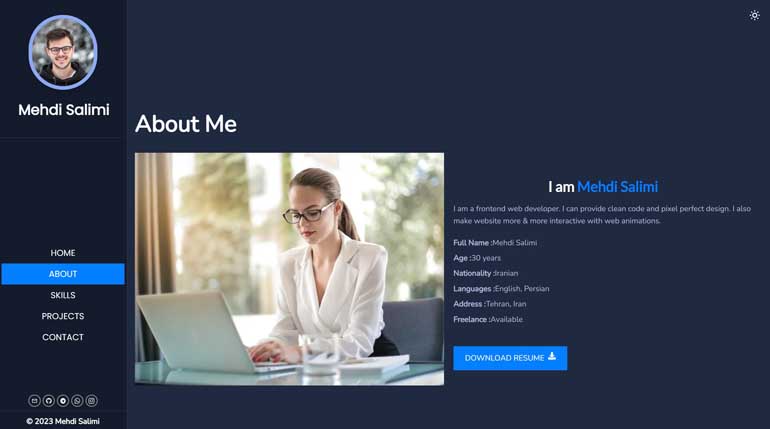 Mehdi Salimi
HOME
ABOUT
SKILLS
PROJECTS
CONTACT
© 2023 Mehdi Salimi
About Me
I am Mehdi Salimi
I am a frontend web developer. I can provide clean code and pixel perfect design. I also
make website more & more interactive with web animations.
Full Name :Mehdi Salimi
Age :30 years
Nationality :Iranian
Languages :English, Persian
Address :Tehran, Iran
Freelance :Available
DOWNLOAD RESUME